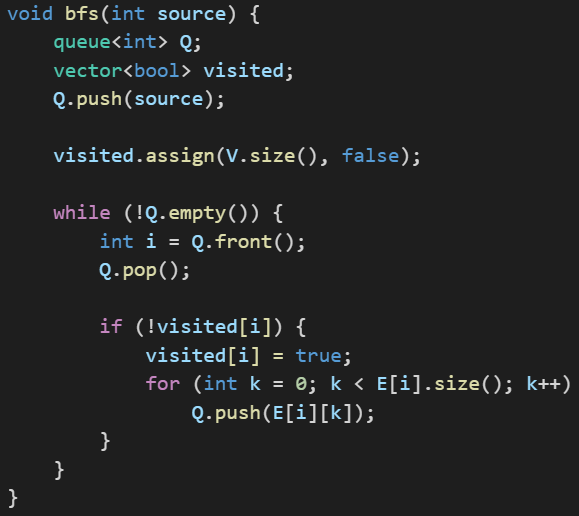 void bfs(int source) {
    queue<int> Q;
    vector<bool> visited;
    Q.push(source);

    visited.assign(V.size(), false);

    while (!Q.empty()) {
        int i = Q.front();
        Q.pop();

        if (!visited[i]) {
            visited[i] = true;
            for (int k = 0; k < E[i].size(); k++)
                Q.push(E[i][k]);
        }
    }
}